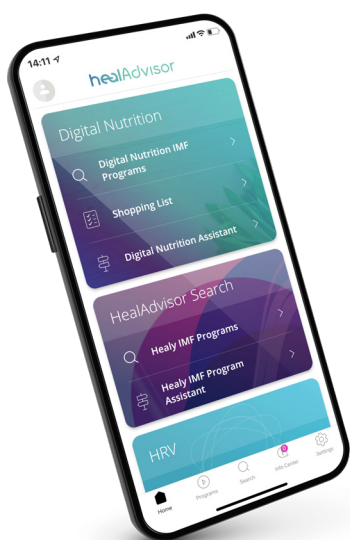 14:11
healAdvisor
Digital Nutrition
Digital Nutrition IMF
Programs
Shopping List
Digital Nutrition Assistant
HealAdvisor Search
Healy IMF Programs
Healy IMF Program
Assistant
HRV
Home
Programs
Search
Info Center
Settings